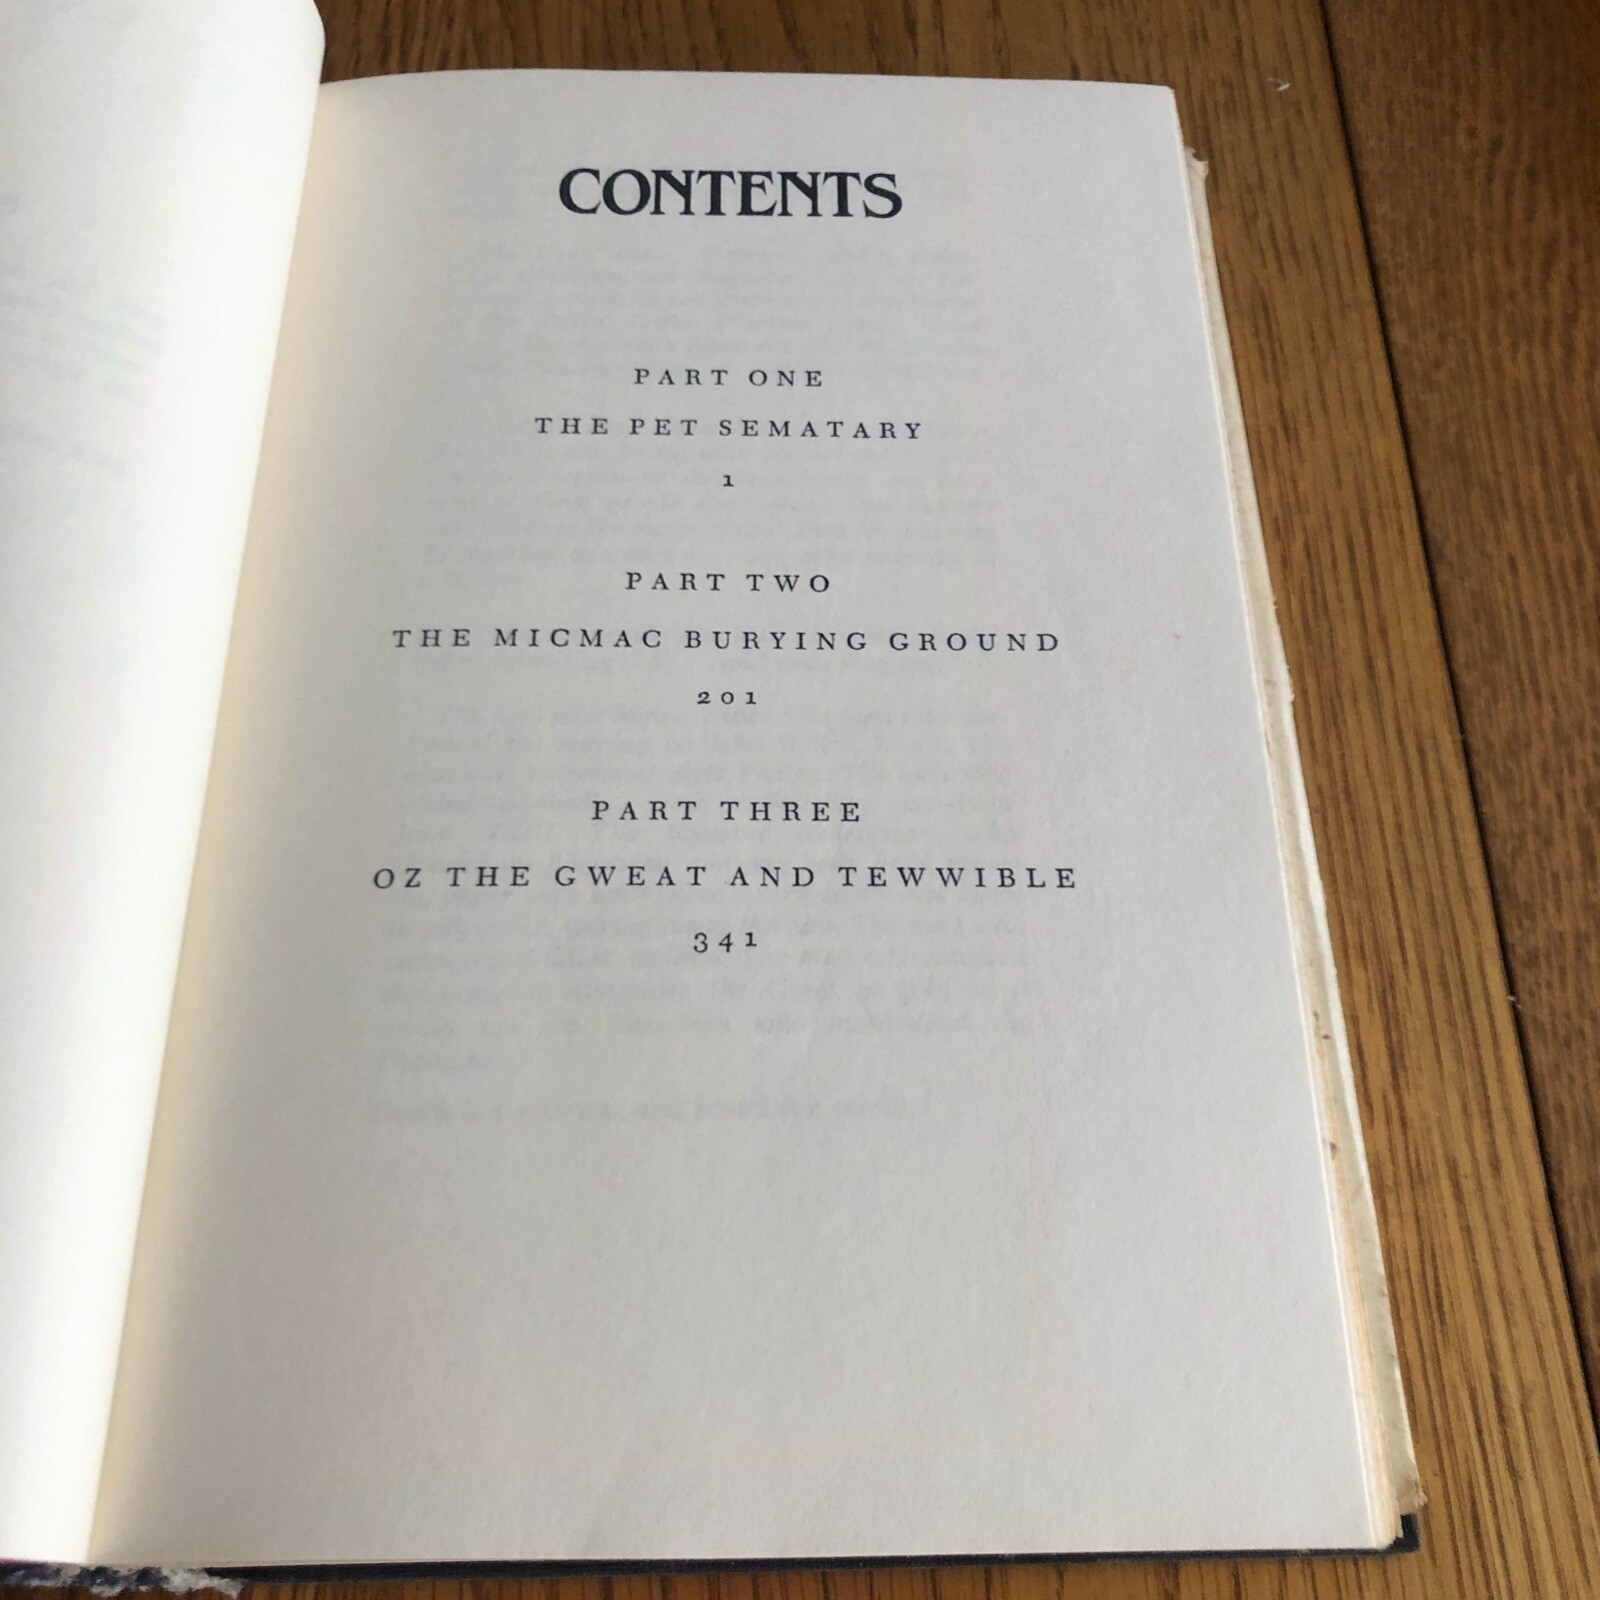 CONTENTS
PART ONE
THE PET SEMATARY
1
PART TWO
THE MICMAC BURYING GROUND
201
PART THREE
OZ THE GWEAT AND TEWWIBLE
341